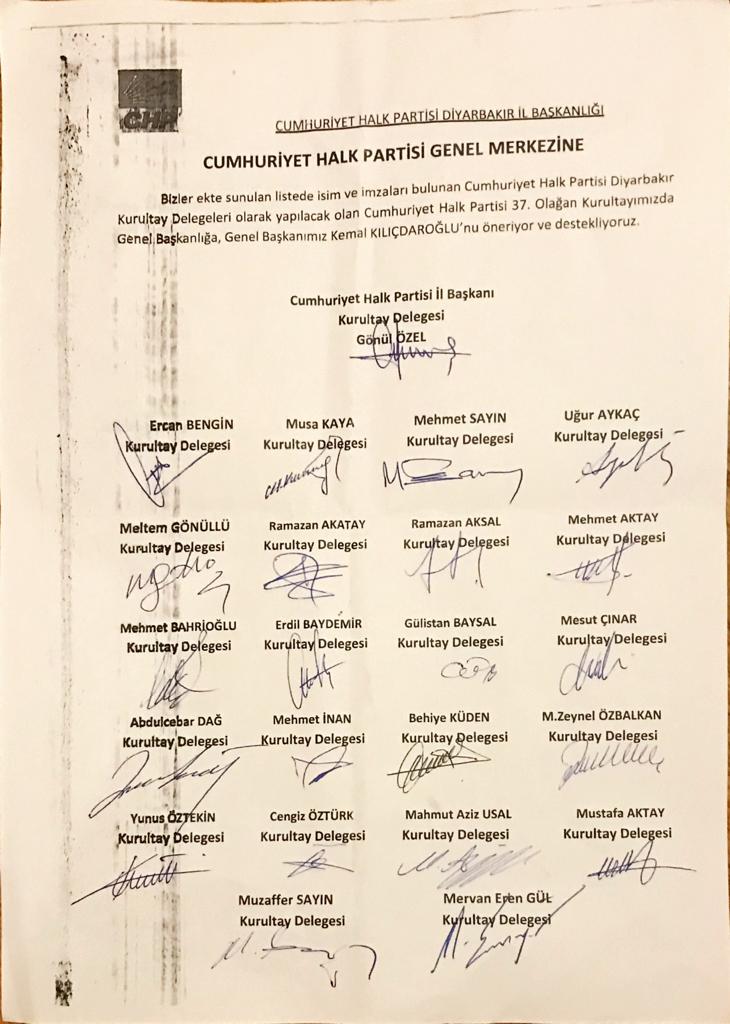 CHP
CUMHURİYET HALK PARTİSİ DİYARBAKIR İL BAŞKANLIĞI
CUMHURİYET HALK PARTİSİ GENEL MERKEZİNE
Bizler ekte sunulan listede isim ve imzaları bulunan Cumhuriyet Halk Partisi Diyarbakır
Kurultay Delegeleri olarak yapılacak olan Cumhuriyet Halk Partisi 37. Olağan Kurultayımızda
Genel Başkanlığa, Genel Başkanımız Kemal KILIÇDAROĞLU'nu öneriyor ve destekliyoruz.
Cumhuriyet Halk Partisi İl Başkanı
Kurultay Delegesi
Gönül ÖZEL
Ercan BENGİN Musa KAYA Mehmet SAYIN Uğur AYKAÇ
Kurultay Delegesi Kurultay Delegesi Kurultay Delegesi Kurultay Delegesi
Meltem GÖNÜLLÜ Ramazan AKATAY Ramazan AKSAL Mehmet AKTAY
Kurultay Delegesi Kurultay Delegesi Kurultay Delegesi Kurultay Delegesi
Mehmet BAHRİOĞLU Erdil BAYDEMİR Gülistan BAYSAL Mesut ÇINAR
Kurultay Delegesi Kurultay Delegesi Kurultay Delegesi Kurultay Delegesi
Abdulcebar DAĞ Mehmet İNAN Behiye KÜDEN M.Zeynel ÖZBALKAN
Kurultay Delegesi Kurultay Delegesi Kurultay Delegesi Kurultay Delegesi
Yunus ÖZTEKİN Cengiz ÖZTÜRK Mahmut Aziz USAL Mustafa AKTAY
Kurultay Delegesi Kurultay Delegesi Kurultay Delegesi Kurultay Delegesi
Muzaffer SAYIN Mervan Eren GÜL
Kurultay Delegesi Kurultay Delegesi